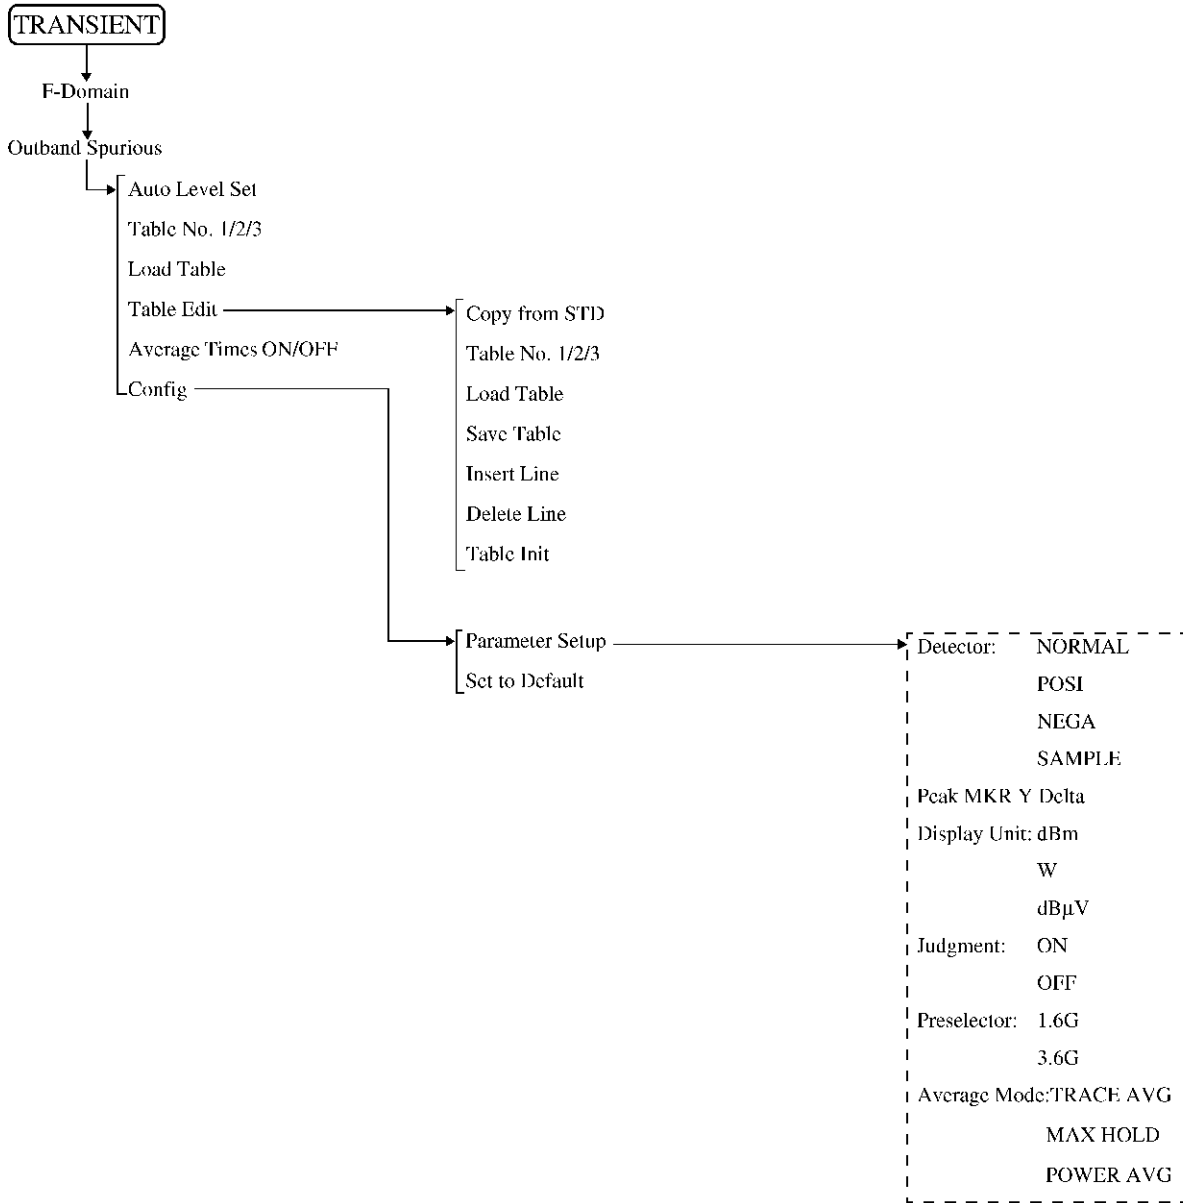 TRANSIENT
F-Domain
Outband Spurious
Auto Level Set
Table No. 1/2/3
Load Table
Table Edit
Average Times ON/OFF
Config
Copy from STD
Table No. 1/2/3
Load Table
Save Table
Insert Line
Delete Line
Table Init
Parameter Setup
Set to Default
Detector: NORMAL
POSI
NEGA
SAMPLE
Peak MKR Y Delta
Display Unit: dBm
W
dBµV
Judgment: ON
OFF
Preselector: 1.6G
3.6G
Average Mode:TRACE AVG
MAX HOLD
POWER AVG